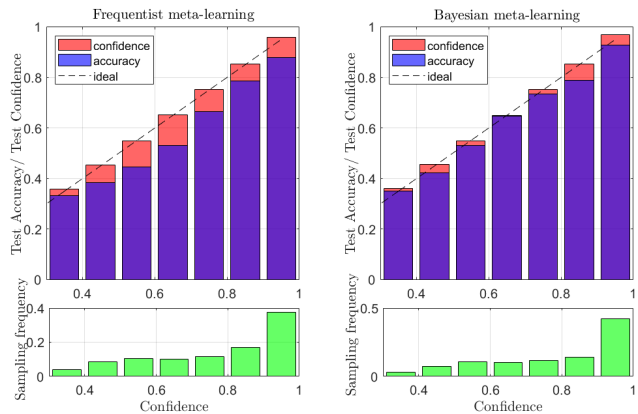 Frequentist meta-learning
Test Accuracy/ Test Confidence
1
0.8
0.6
0.4
0.2
0
confidence
accuracy
ideal
0.4
0.6
0.8
1
Sampling frequency
0.4
0.2
0
0.4
0.6
0.8
1
Confidence
Bayesian meta-learning
Test Accuracy/ Test Confidence
1
0.8
0.6
0.4
0.2
0
confidence
accuracy
ideal
0.4
0.6
0.8
1
Sampling frequency
0.5
0
0.4
0.6
0.8
1
Confidence